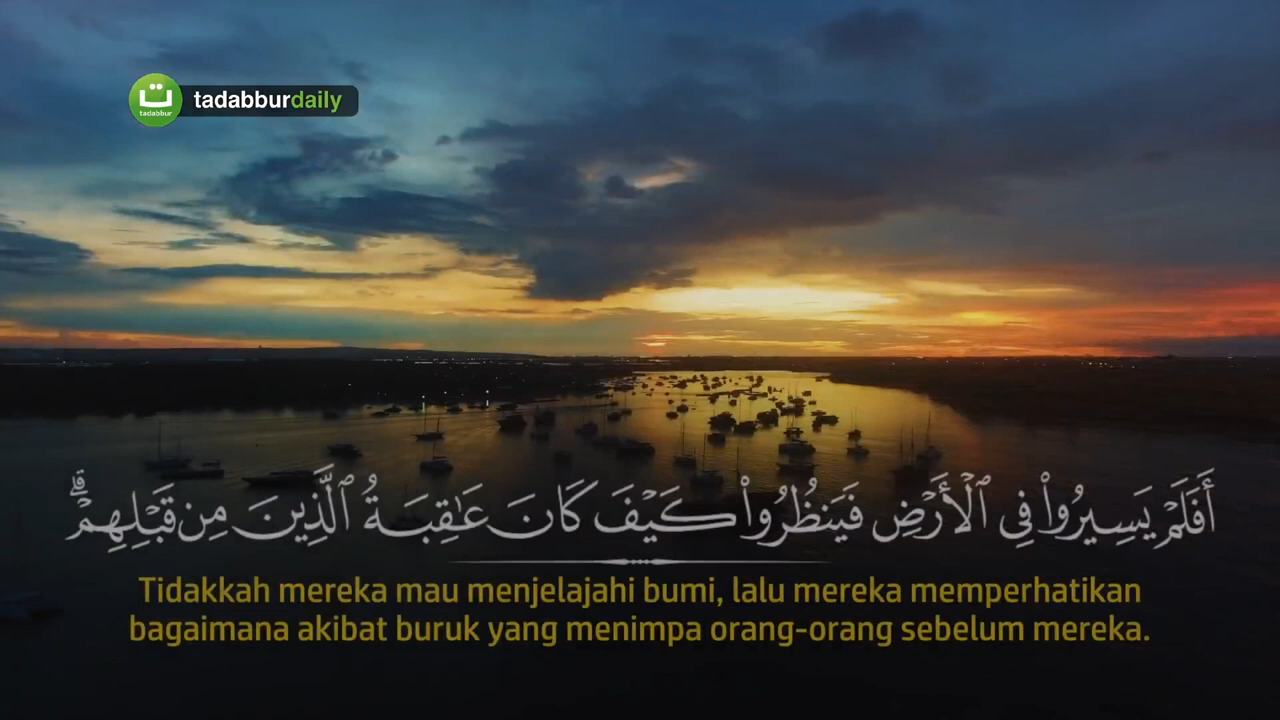 ت
tadabbur
tadabburdaily
أَفَلَمْ يَسِيرُوا۟ فِى ٱلْأَرْضِ فَيَنظُرُوا۟ كَيْفَ كَانَ عَـٰقِبَةُ ٱلَّذِينَ مِن قَبْلِهِمْ ۗ
Tidakkah mereka mau menjelajahi bumi, lalu mereka memperhatikan
bagaimana akibat buruk yang menimpa orang-orang sebelum mereka.